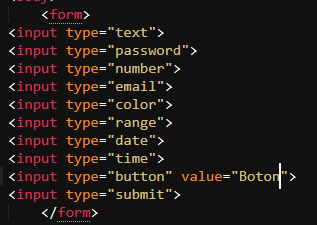 <form>
<input type="text">
<input type="password">
<input type="number">
<input type="email">
<input type="color">
<input type="range">
<input type="date">
<input type="time">
<input type="button" value="Boton">
<input type="submit">
</form>